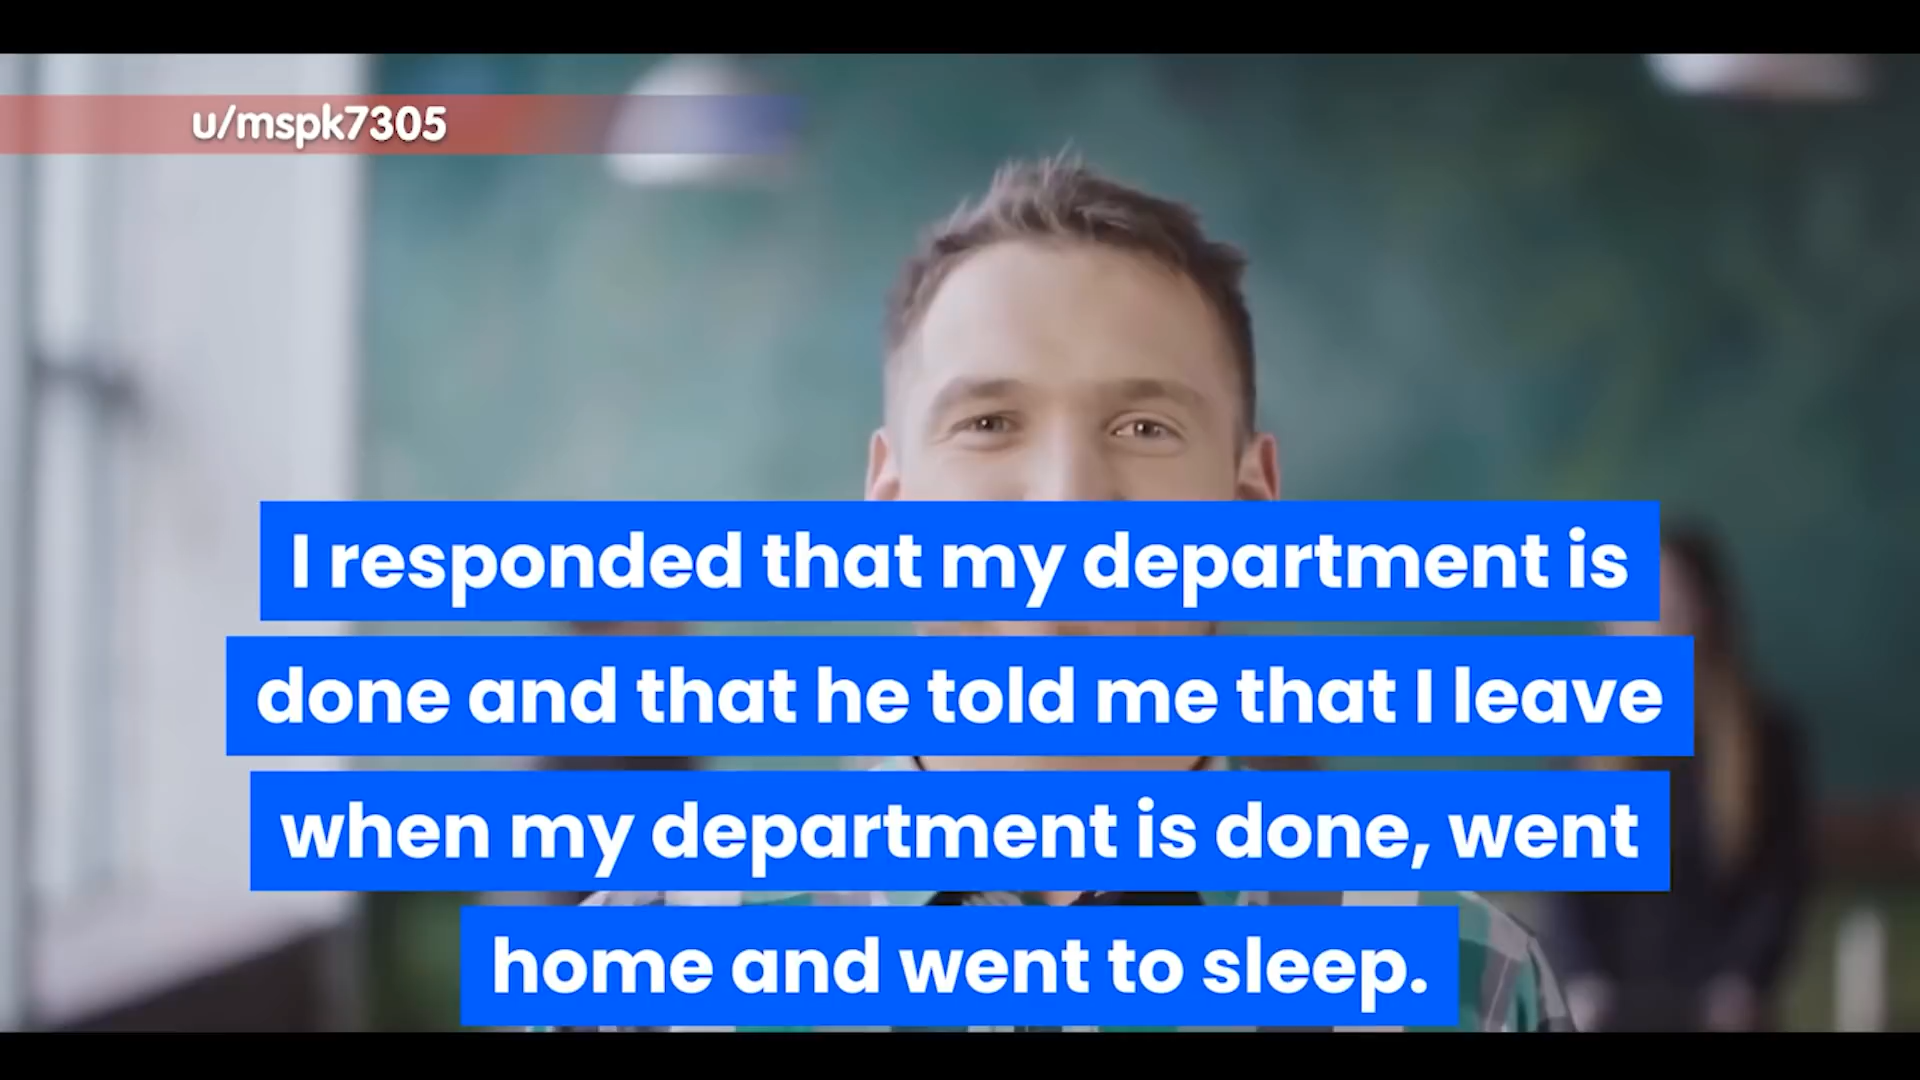 u/mspk7305
I responded that my department is
done and that he told me that I leave
when my department is done, went
home and went to sleep.